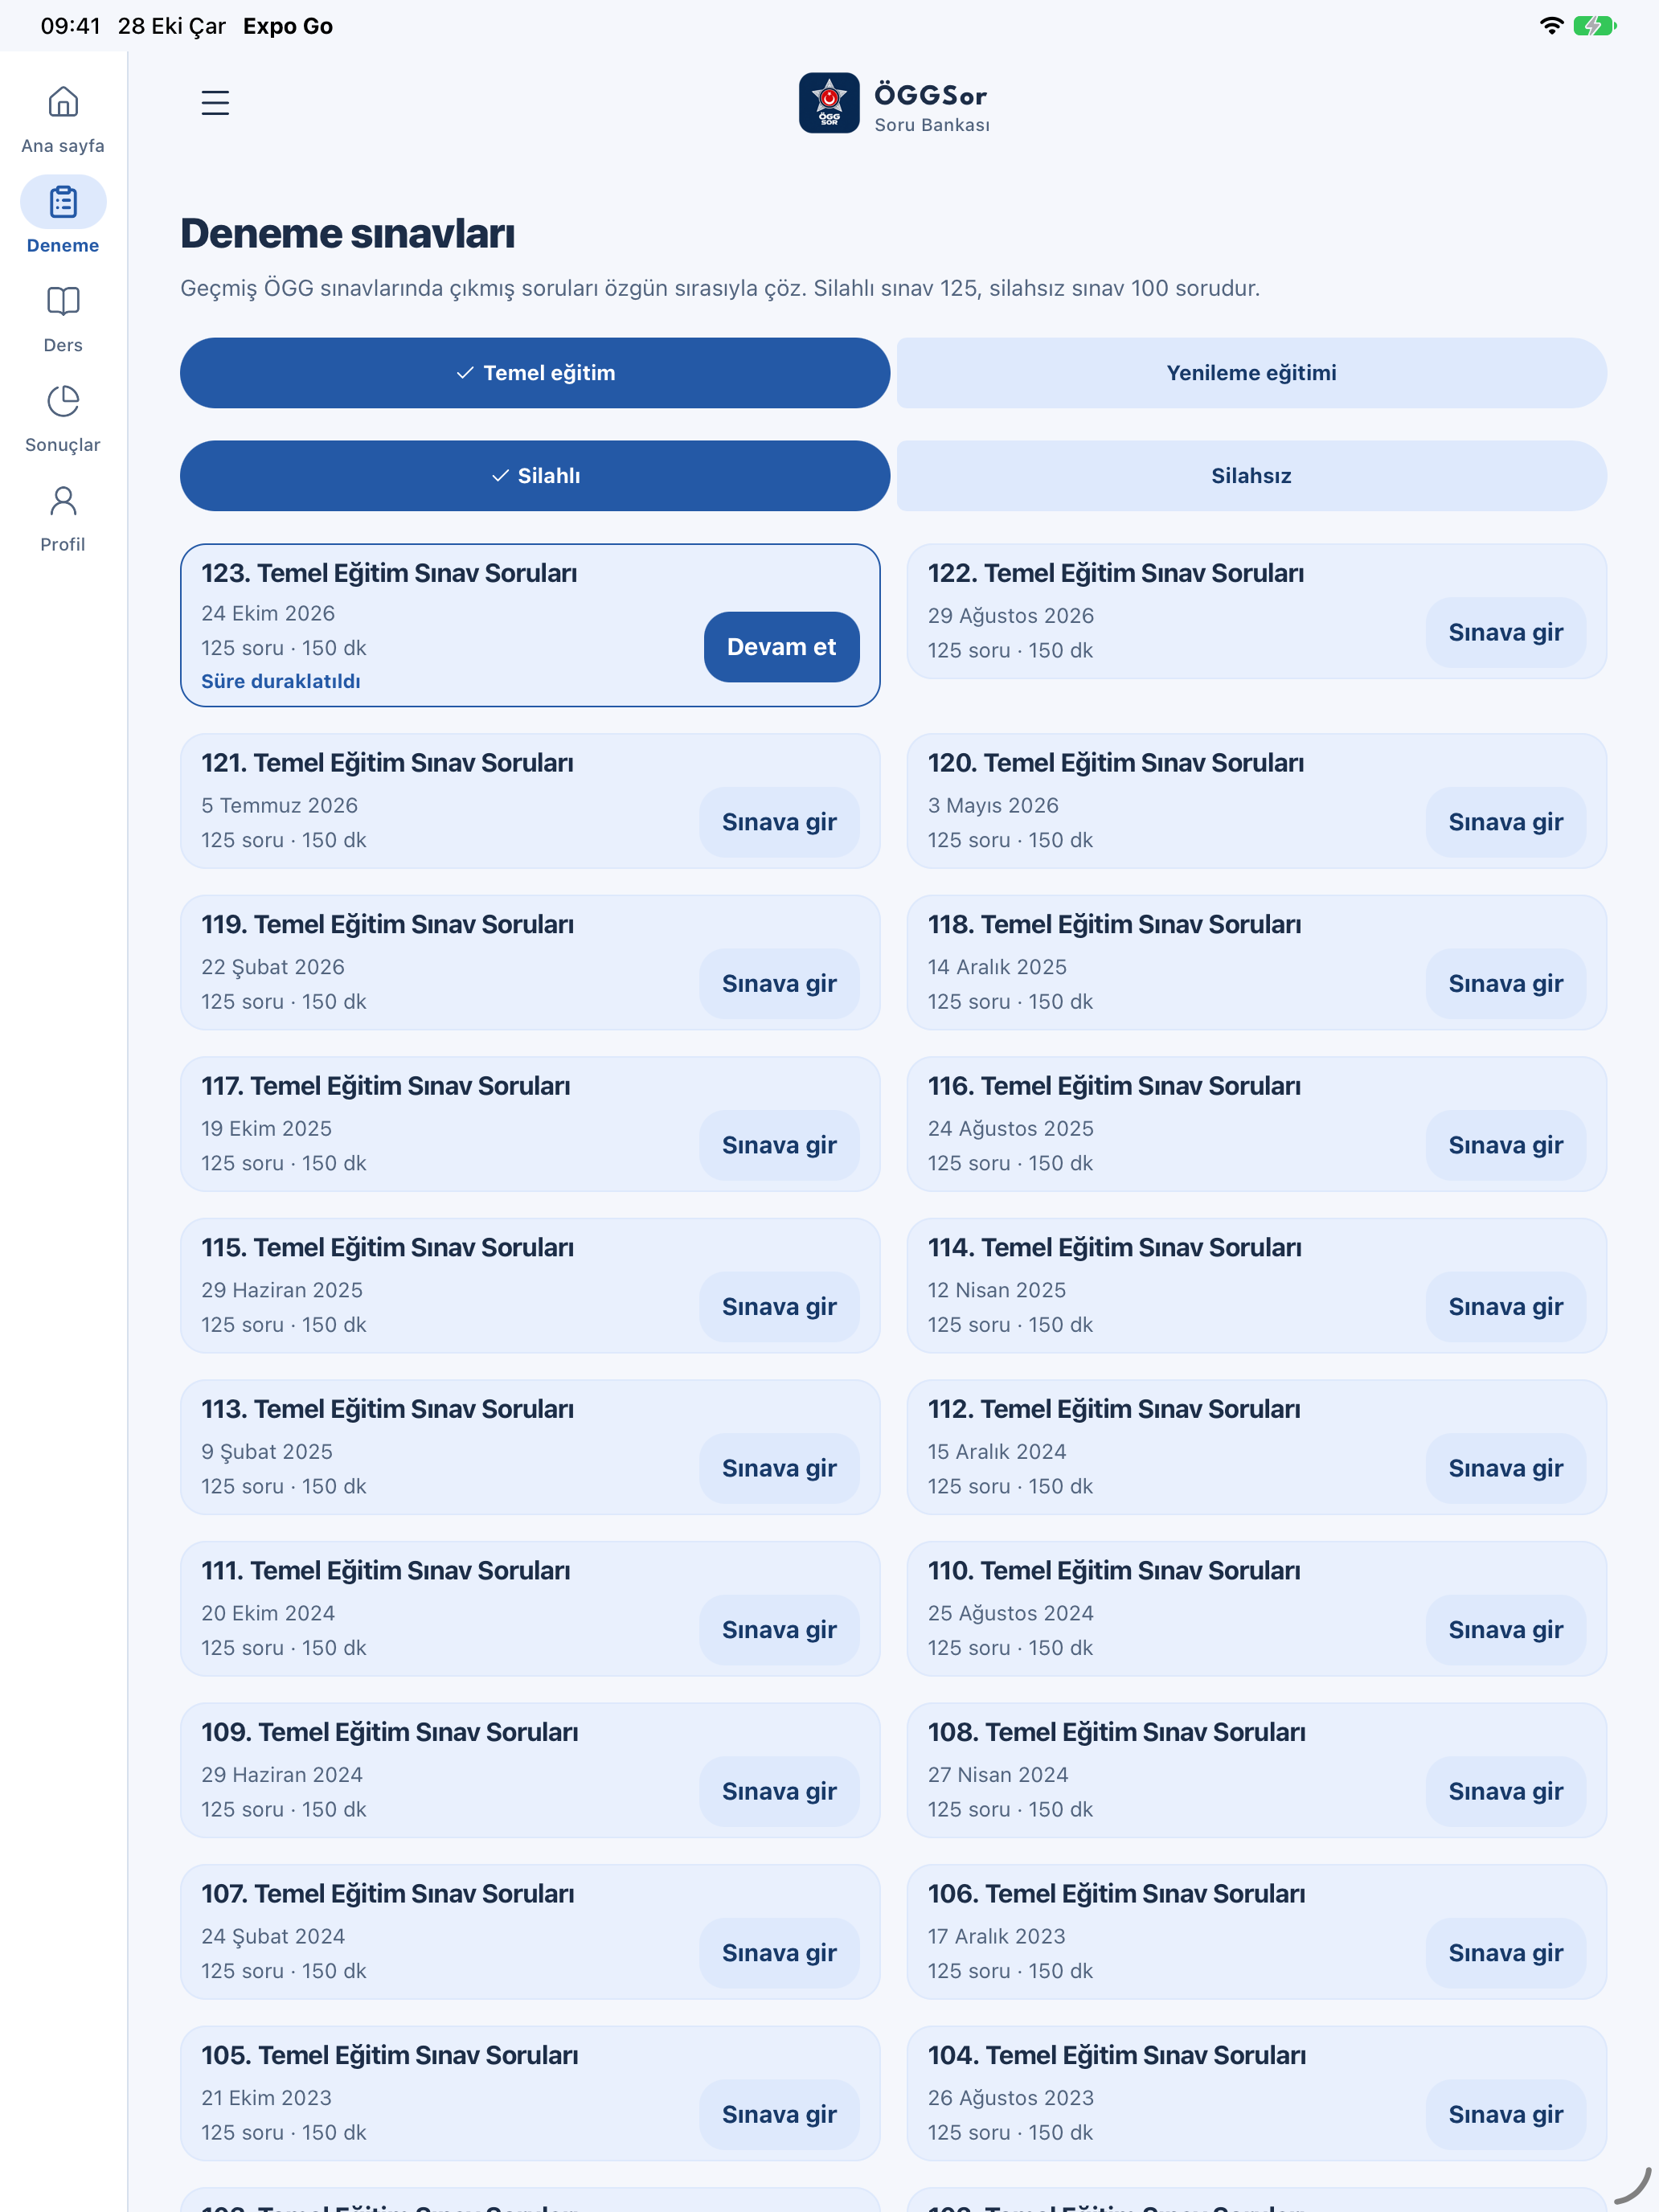 09:41 28 Eki Çar Expo Go
ÖGG
SOR
ÖGGSor
Soru Bankası
Ana sayfa
Deneme
Ders
Sonuçlar
Profil
Deneme sınavları
Geçmiş ÖGG sınavlarında çıkmış soruları özgün sırasıyla çöz. Silahlı sınav 125, silahsız sınav 100 sorudur.
Temel eğitim
Yenileme eğitimi
Silahlı
Silahsız
123. Temel Eğitim Sınav Soruları
24 Ekim 2026
125 soru · 150 dk
Süre duraklatıldı
Devam et
122. Temel Eğitim Sınav Soruları
29 Ağustos 2026
125 soru · 150 dk
Sınava gir
121. Temel Eğitim Sınav Soruları
5 Temmuz 2026
125 soru · 150 dk
Sınava gir
120. Temel Eğitim Sınav Soruları
3 Mayıs 2026
125 soru · 150 dk
Sınava gir
119. Temel Eğitim Sınav Soruları
22 Şubat 2026
125 soru · 150 dk
Sınava gir
118. Temel Eğitim Sınav Soruları
14 Aralık 2025
125 soru · 150 dk
Sınava gir
117. Temel Eğitim Sınav Soruları
19 Ekim 2025
125 soru · 150 dk
Sınava gir
116. Temel Eğitim Sınav Soruları
24 Ağustos 2025
125 soru · 150 dk
Sınava gir
115. Temel Eğitim Sınav Soruları
29 Haziran 2025
125 soru · 150 dk
Sınava gir
114. Temel Eğitim Sınav Soruları
12 Nisan 2025
125 soru · 150 dk
Sınava gir
113. Temel Eğitim Sınav Soruları
9 Şubat 2025
125 soru · 150 dk
Sınava gir
112. Temel Eğitim Sınav Soruları
15 Aralık 2024
125 soru · 150 dk
Sınava gir
111. Temel Eğitim Sınav Soruları
20 Ekim 2024
125 soru · 150 dk
Sınava gir
110. Temel Eğitim Sınav Soruları
25 Ağustos 2024
125 soru · 150 dk
Sınava gir
109. Temel Eğitim Sınav Soruları
29 Haziran 2024
125 soru · 150 dk
Sınava gir
108. Temel Eğitim Sınav Soruları
27 Nisan 2024
125 soru · 150 dk
Sınava gir
107. Temel Eğitim Sınav Soruları
24 Şubat 2024
125 soru · 150 dk
Sınava gir
106. Temel Eğitim Sınav Soruları
17 Aralık 2023
125 soru · 150 dk
Sınava gir
105. Temel Eğitim Sınav Soruları
21 Ekim 2023
125 soru · 150 dk
Sınava gir
104. Temel Eğitim Sınav Soruları
26 Ağustos 2023
125 soru · 150 dk
Sınava gir